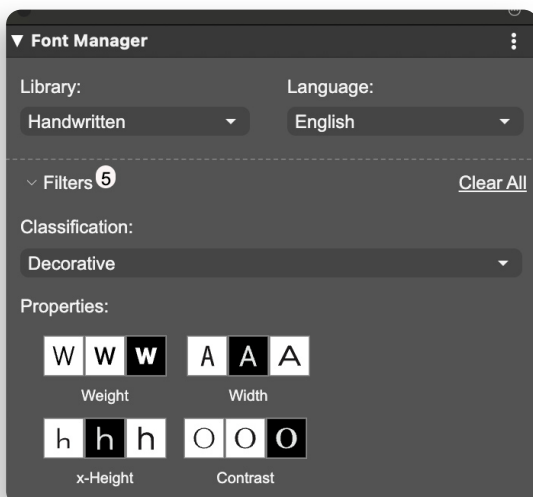 Font Manager
Library: Language:
Handwritten English
Filters 5 Clear All
Classification:
Decorative
Properties:
W W W A A A
Weight Width
h h h O O O
x-Height Contrast